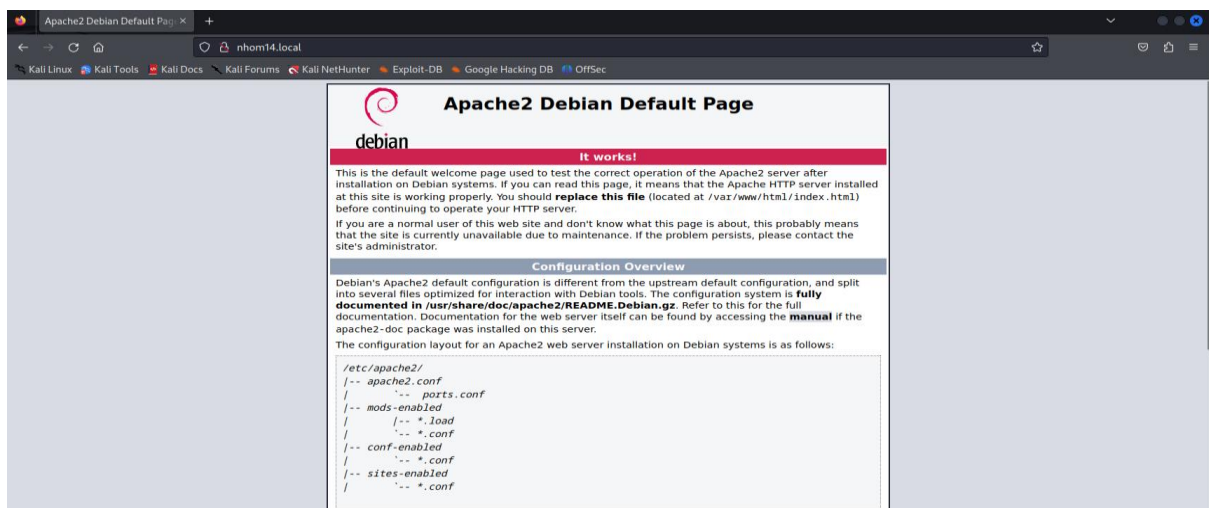 Apache2 Debian Default Pag
nhom14.local
Kali Linux Kali Tools Kali Docs Kali Forums Kali NetHunter Exploit-DB Google Hacking DB OffSec
Apache2 Debian Default Page
debian
It works!
This is the default welcome page used to test the correct operation of the Apache2 server after
installation on Debian systems. If you can read this page, it means that the Apache HTTP server installed
at this site is working properly. You should replace this file (located at /var/www/html/index.html)
before continuing to operate your HTTP server.
If you are a normal user of this web site and don't know what this page is about, this probably means
that the site is currently unavailable due to maintenance. If the problem persists, please contact the
site's administrator.
Configuration Overview
Debian's Apache2 default configuration is different from the upstream default configuration, and split
into several files optimized for interaction with Debian tools. The configuration system is fully
documented in /usr/share/doc/apache2/README.Debian.gz. Refer to this for the full
documentation. Documentation for the web server itself can be found by accessing the manual if the
apache2-doc package was installed on this server.
The configuration layout for an Apache2 web server installation on Debian systems is as follows:
/etc/apache2/
|-- apache2.conf
|       `--  ports.conf
|-- mods-enabled
|       |-- *.load
|       `-- *.conf
|-- conf-enabled
|       `-- *.conf
|-- sites-enabled
|       `-- *.conf